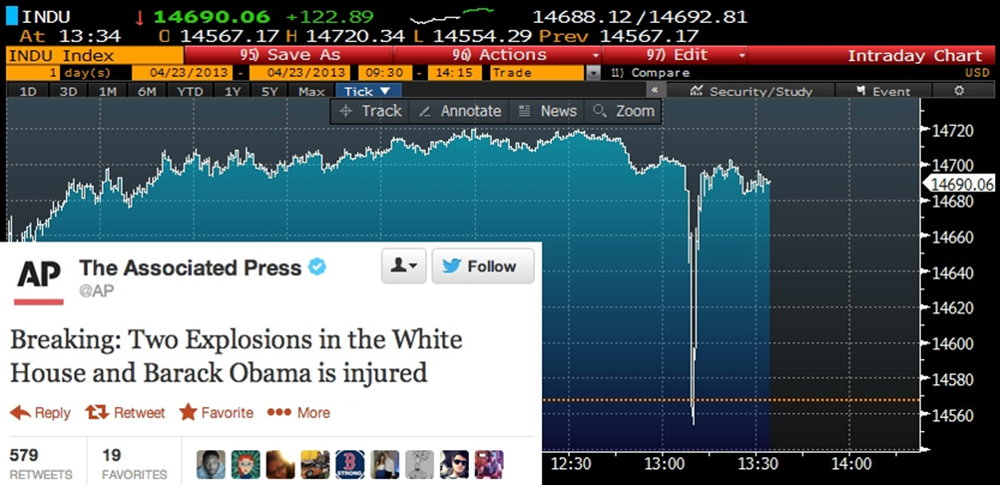 INDU ↓ 14690.06 +122.89 14688.12/14692.81
At 13:34 O 14567.17 H 14720.34 L 14554.29 Prev 14567.17
INDU Index 95) Save As 96) Actions 97) Edit Intraday Chart
1 day(s) 04/23/2013 - 04/23/2013 09:30 - 14:15 Trade 11) Compare USD
1D 3D 1M 6M YTD 1Y 5Y Max Tick ▼ « Security/Study Event
Track Annotate News Zoom
14720
14700
14690.06
14680
14660
14640
14620
14600
14580
14560
12:30 13:00 13:30 14:00
AP The Associated Press
@AP
Follow
Breaking: Two Explosions in the White
House and Barack Obama is injured
Reply Retweet Favorite More
579 19
RETWEETS FAVORITES
B
STRONG